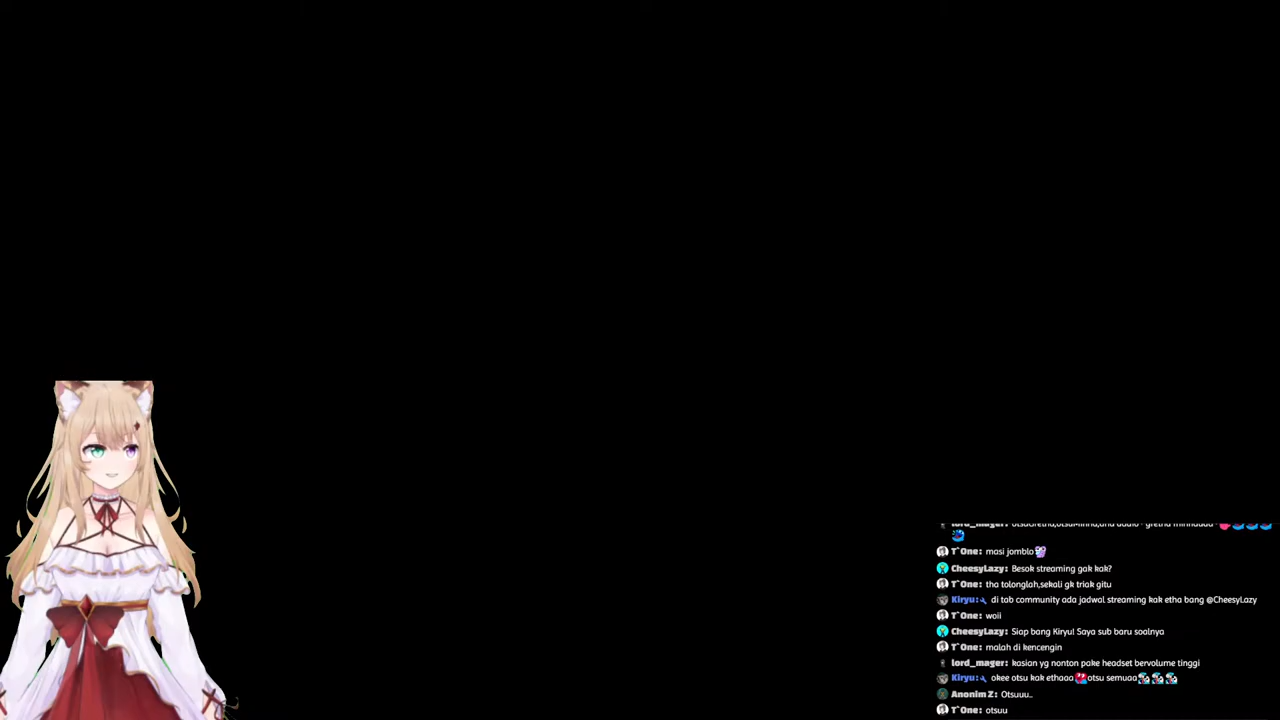 T`One: masi jomblo
CheesyLazy: Besok streaming gak kak?
T`One: tha tolonglah,sekali gk triak gitu
Kiryu: di tab community ada jadwal streaming kak etha bang @CheesyLazy
T`One: woii
CheesyLazy: Siap bang Kiryu! Saya sub baru soalnya
T`One: malah di kencengin
lord_mager: kasian yg nonton pake headset bervolume tinggi
Kiryu: okee otsu kak ethaaa otsu semuaa
Anonim Z: Otsuuu..
T`One: otsuu